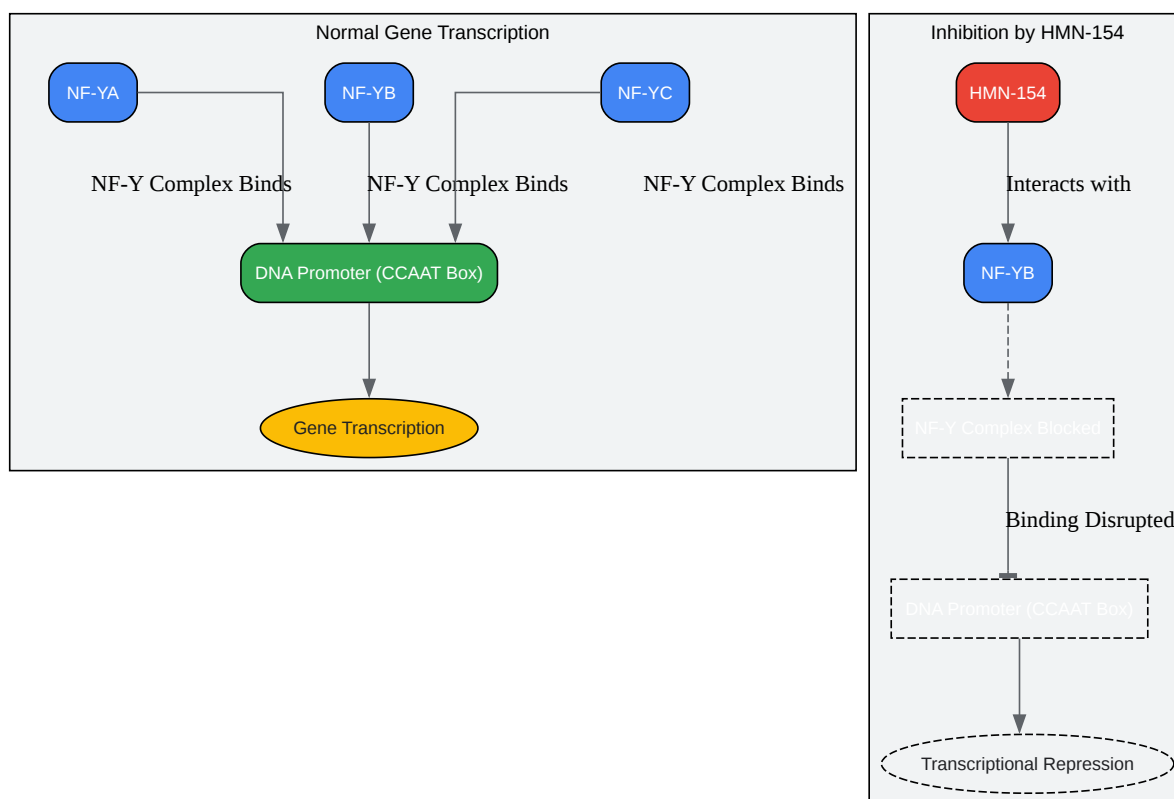 Normal Gene Transcription
NF-YA
NF-YB
NF-YC
NF-Y Complex Binds
NF-Y Complex Binds
NF-Y Complex Binds
DNA Promoter (CCAAT Box)
Gene Transcription
Inhibition by HMN-154
HMN-154
Interacts with
NF-YB
NF-Y Complex Blocked
Binding Disrupted
DNA Promoter (CCAAT Box)
Transcriptional Repression